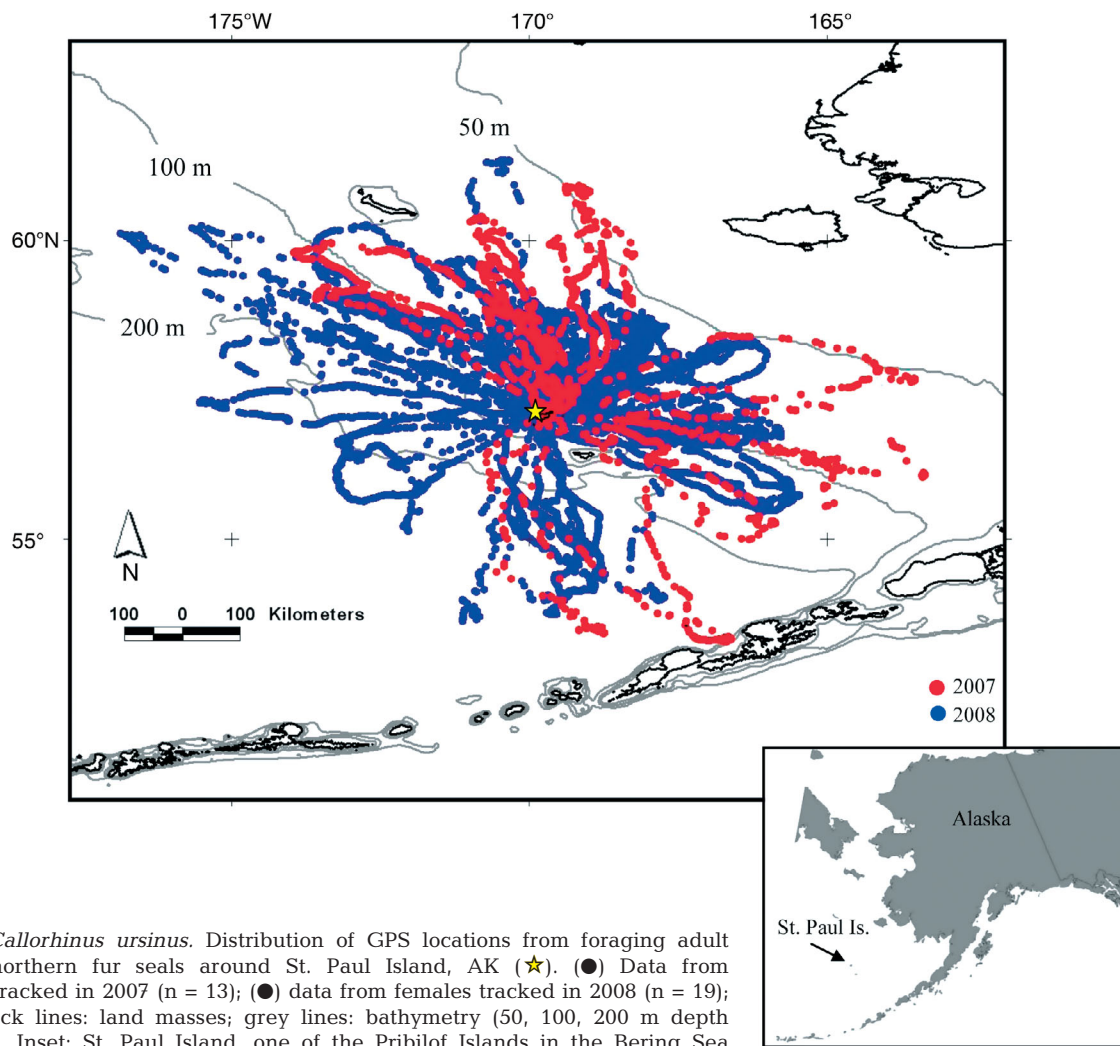 175°W 170° 165°
50 m
100 m
60°N
200 m
55°
N
100 0 100 Kilometers
2007
2008
Alaska
St. Paul Is.
Callorhinus ursinus. Distribution of GPS locations from foraging adult
northern fur seals around St. Paul Island, AK (★). (●) Data from
tracked in 2007 (n = 13); (●) data from females tracked in 2008 (n = 19);
ck lines: land masses; grey lines: bathymetry (50, 100, 200 m depth
Inset: St. Paul Island, one of the Pribilof Islands in the Bering Sea